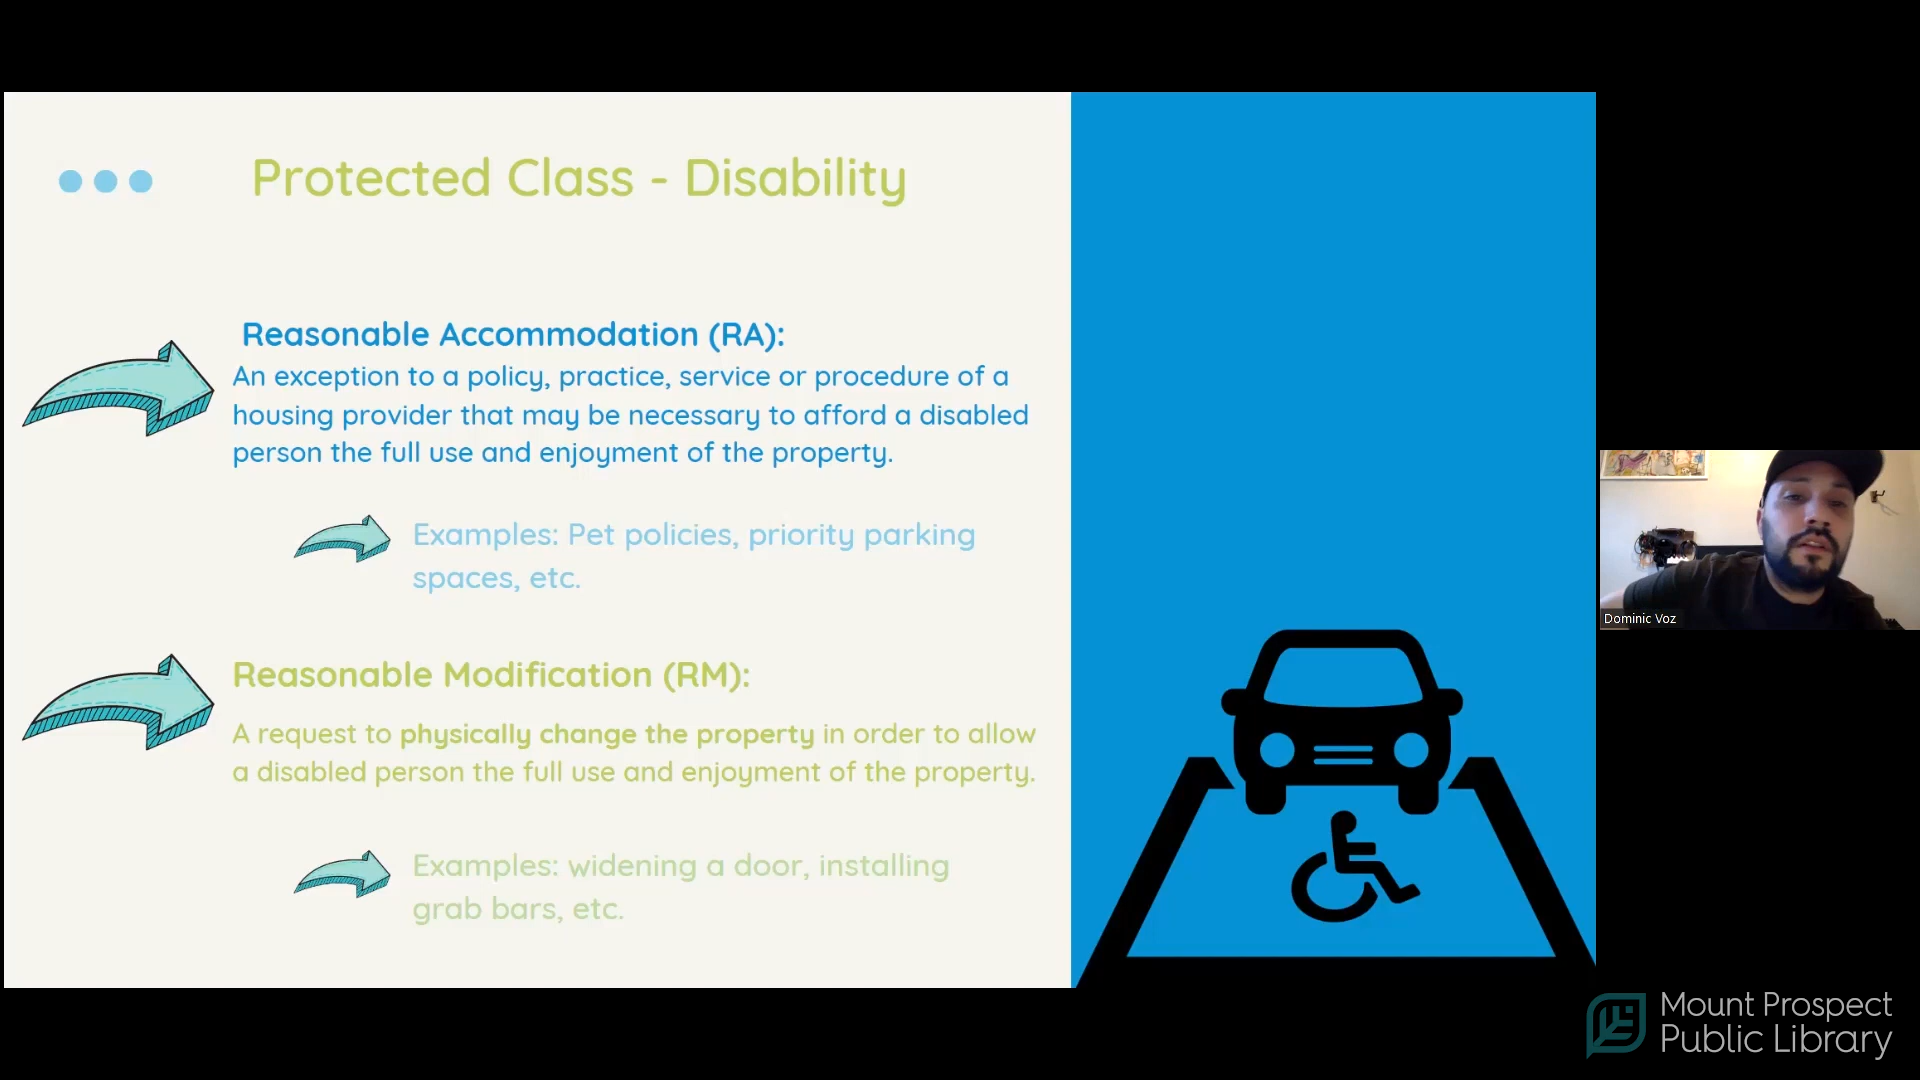 Protected Class - Disability
Reasonable Accommodation (RA):
An exception to a policy, practice, service or procedure of a
housing provider that may be necessary to afford a disabled
person the full use and enjoyment of the property.
Examples: Pet policies, priority parking
spaces, etc.
Reasonable Modification (RM):
A request to physically change the property in order to allow
a disabled person the full use and enjoyment of the property.
Examples: widening a door, installing
grab bars, etc.
Dominic Voz
Mount Prospect
Public Library